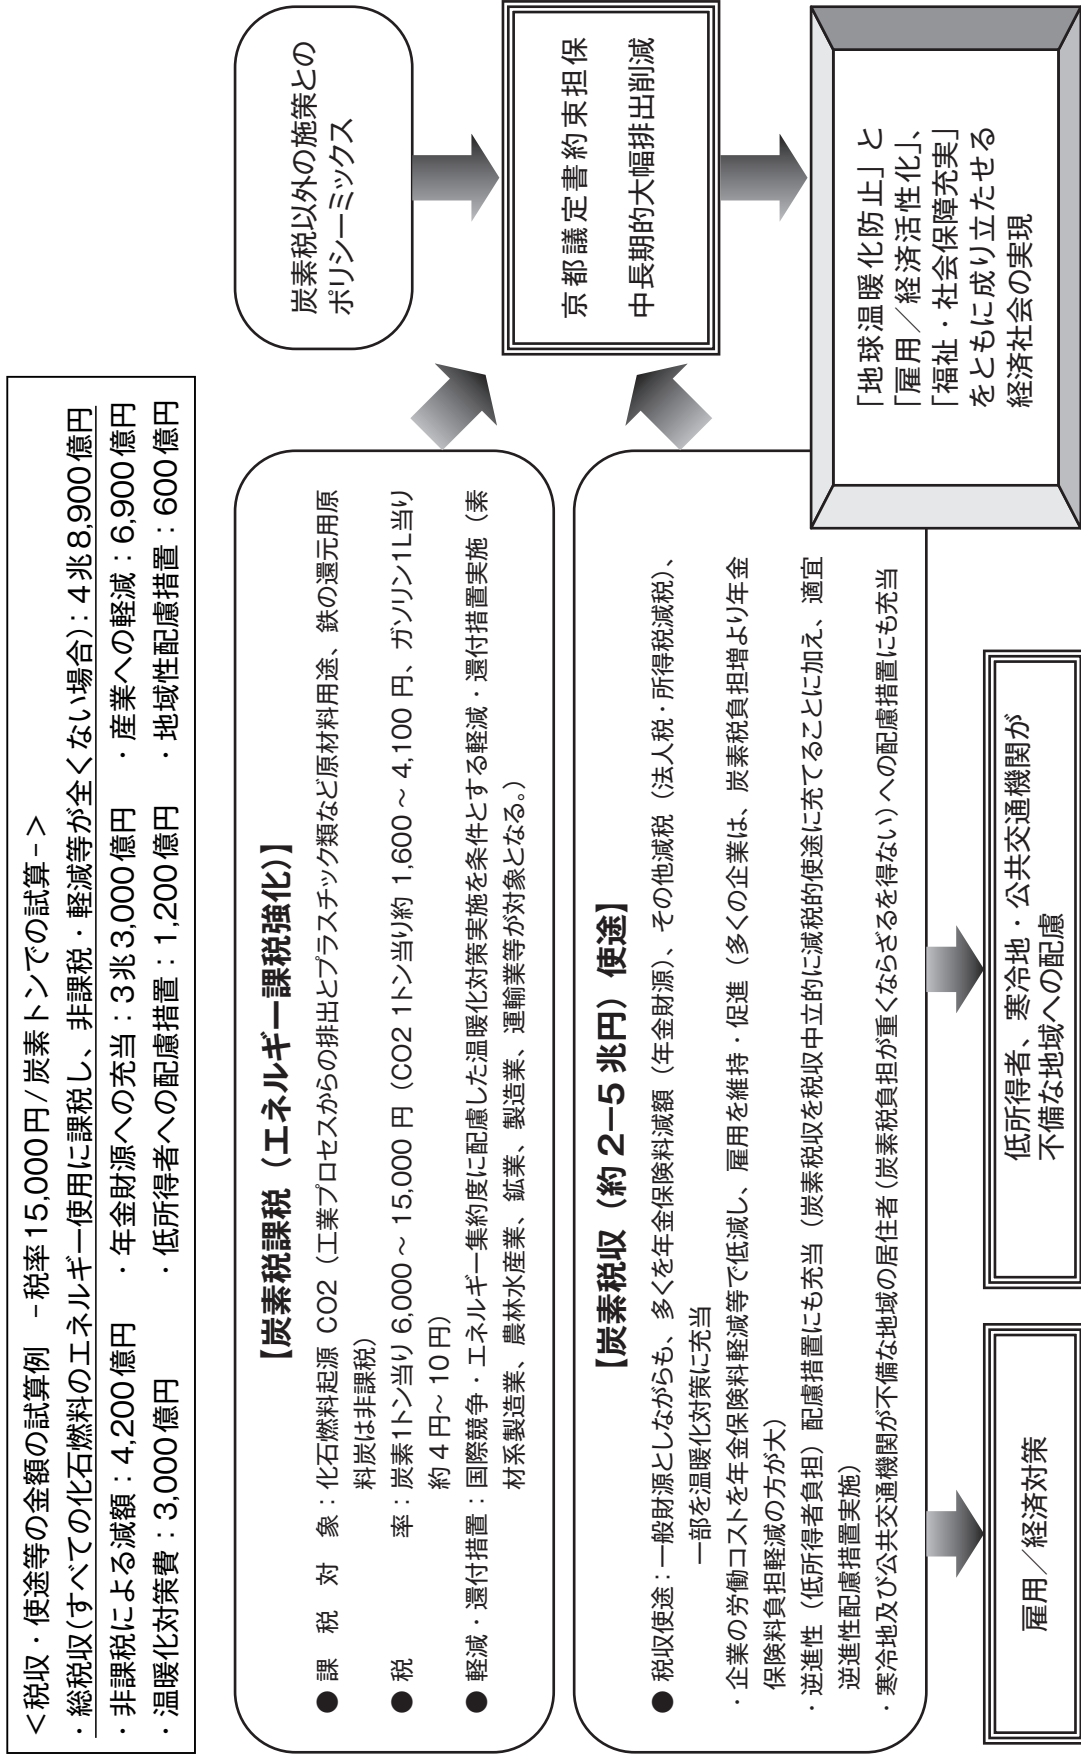 ＜税収・使途等の金額の試算例　－税率15,000円/炭素トンでの試算－＞
・総税収(すべての化石燃料のエネルギー使用に課税し、非課税・軽減等が全くない場合)：4兆8,900億円
・非課税による減額：4,200億円　・年金財源への充当：3兆3,000億円　・産業への軽減：6,900億円
・温暖化対策費：3,000億円　・低所得者への配慮措置：1,200億円　・地域性配慮措置：600億円
【炭素税課税（エネルギー課税強化）】
● 課税対象：化石燃料起源 CO2（工業プロセスからの排出とプラスチック類など原材料用途、鉄の還元用原
料炭は非課税）
● 税率：炭素1トン当り 6,000 ～ 15,000 円（CO2 1トン当り約 1,600 ～ 4,100 円、ガソリン1L当り
約 4 円～ 10 円）
● 軽減・還付措置：国際競争・エネルギー集約度に配慮した温暖化対策実施を条件とする軽減・還付措置実施（素
材系製造業、農林水産業、鉱業、製造業、運輸業等が対象となる。）
炭素税以外の施策との
ポリシーミックス
京都議定書約束担保
中長期的大幅排出削減
【炭素税収（約 2－5 兆円）使途】
● 税収使途：一般財源としながらも、多くを年金保険料減額（年金財源）、その他減税（法人税・所得税減税）、
一部を温暖化対策に充当
・企業の労働コストを年金保険料軽減等で低減し、雇用を維持・促進（多くの企業は、炭素税負担増より年金
保険料負担軽減の方が大）
・逆進性（低所得者負担）配慮措置にも充当（炭素税収を税収中立的に減税的使途に充てることに加え、適宜
逆進性配慮措置実施）
・寒冷地及び公共交通機関が不備な地域の居住者(炭素税負担が重くならざるを得ない)への配慮措置にも充当
「地球温暖化防止」と
「雇用／経済活性化」、
「福祉・社会保障充実」
をともに成り立たせる
経済社会の実現
雇用／経済対策
低所得者、寒冷地・公共交通機関が
不備な地域への配慮